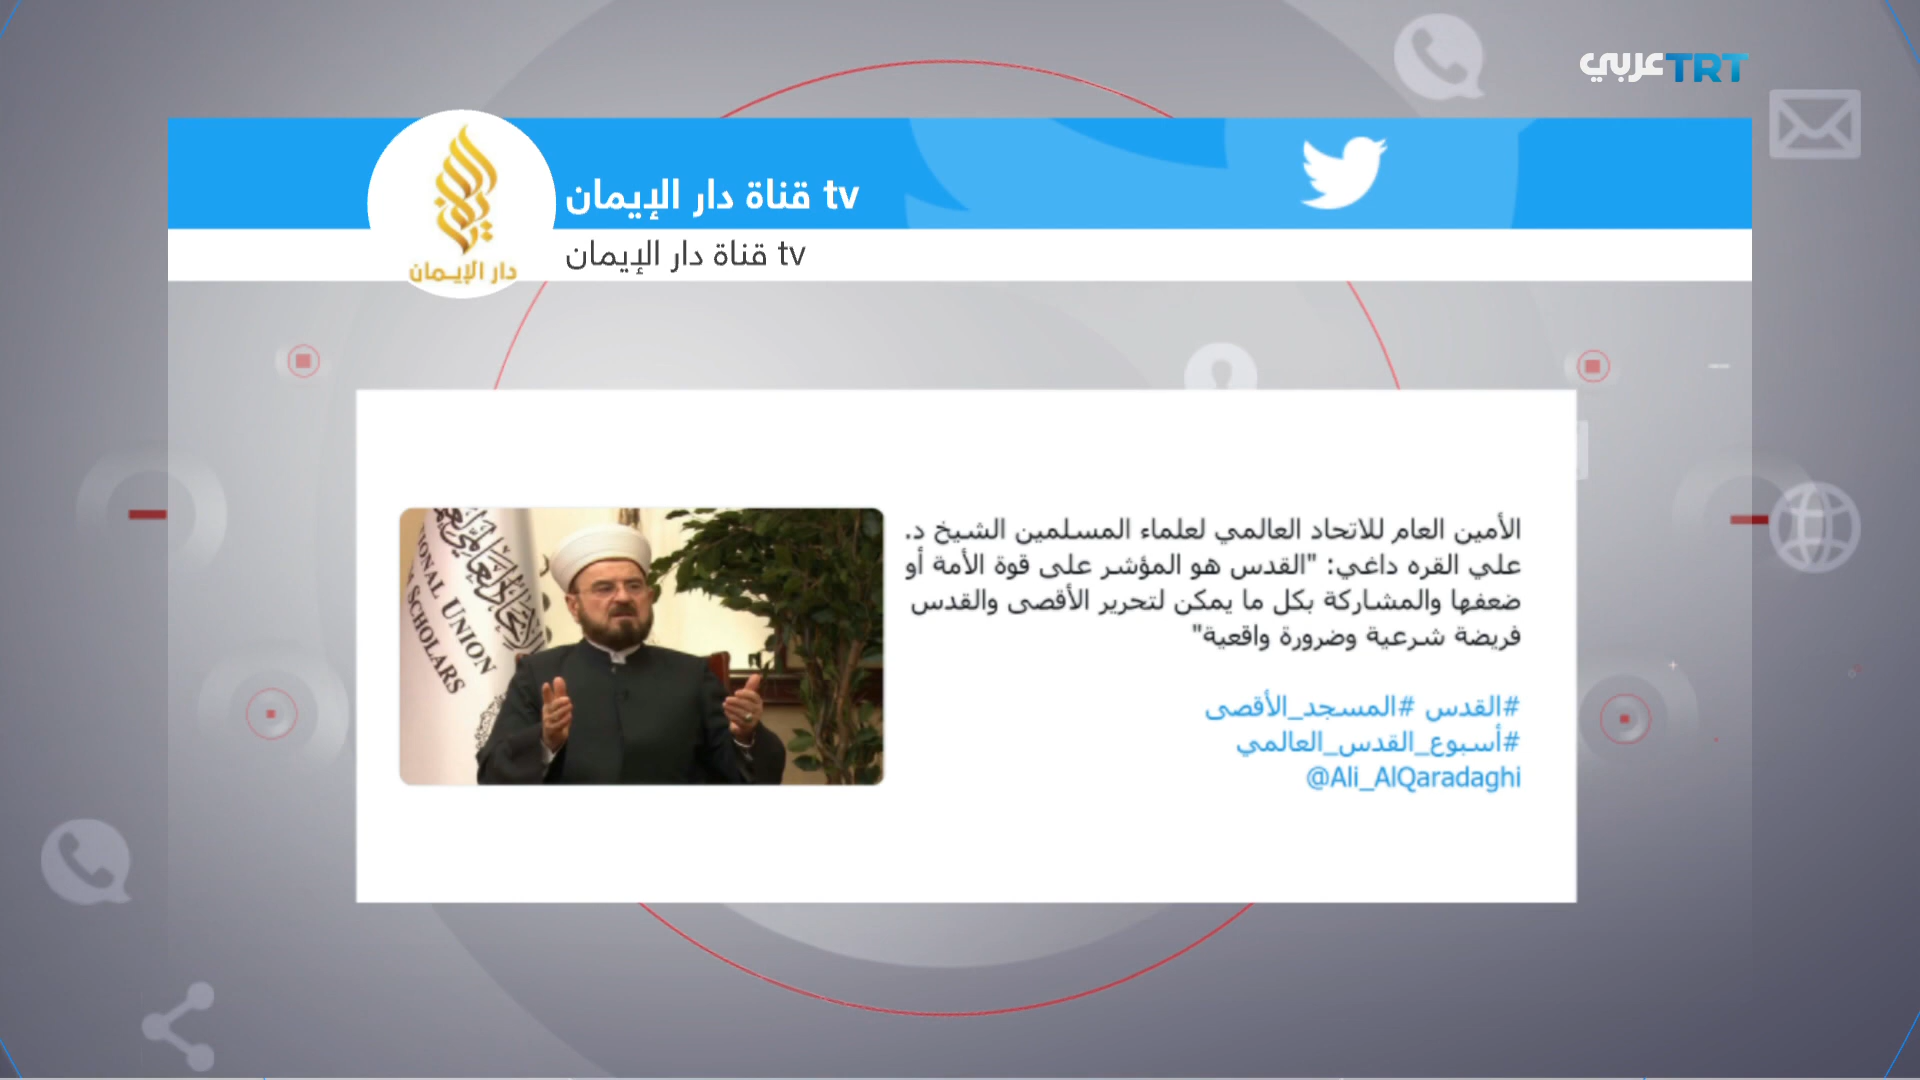 TRT عربي
دار الإيمان
قناة دار الإيمان tv
قناة دار الإيمان tv
الأمين العام للاتحاد العالمي لعلماء المسلمين الشيخ د.
علي القره داغي: "القدس هو المؤشر على قوة الأمة أو
ضعفها والمشاركة بكل ما يمكن لتحرير الأقصى والقدس
فريضة شرعية وضرورة واقعية"
#القدس #المسجد_الأقصى
#أسبوع_القدس_العالمي
@Ali_AlQaradaghi
UNION
SCHOLARS